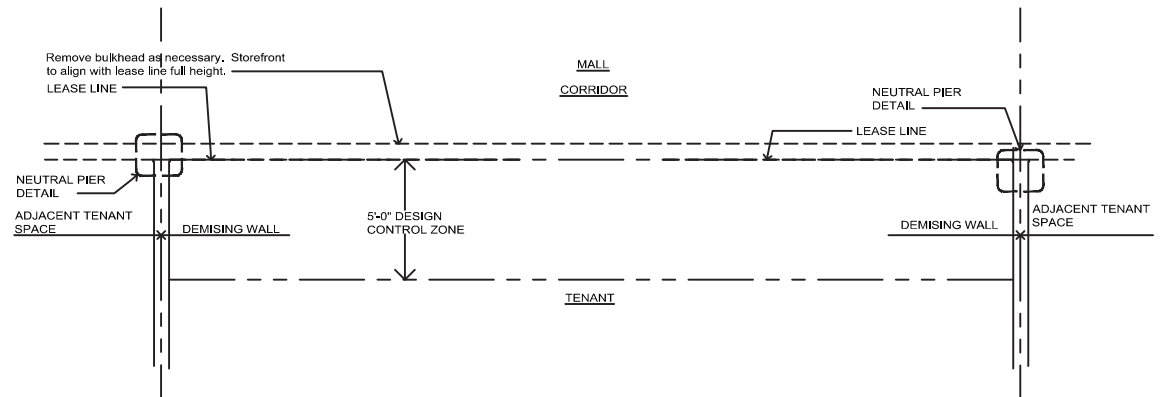 Remove bulkhead as necessary. Storefront
to align with lease line full height.
LEASE LINE
MALL
CORRIDOR
NEUTRAL PIER
DETAIL
LEASE LINE
NEUTRAL PIER
DETAIL
ADJACENT TENANT
SPACE
DEMISING WALL
5'-0" DESIGN
CONTROL ZONE
DEMISING WALL
ADJACENT TENANT
SPACE
TENANT